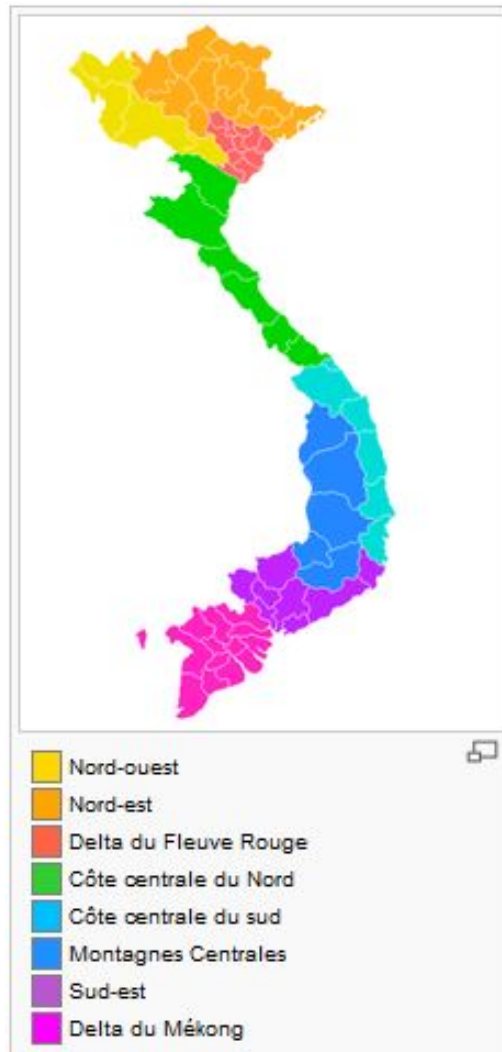 Nord-ouest
Nord-est
Delta du Fleuve Rouge
Côte centrale du Nord
Côte centrale du sud
Montagnes Centrales
Sud-est
Delta du Mékong